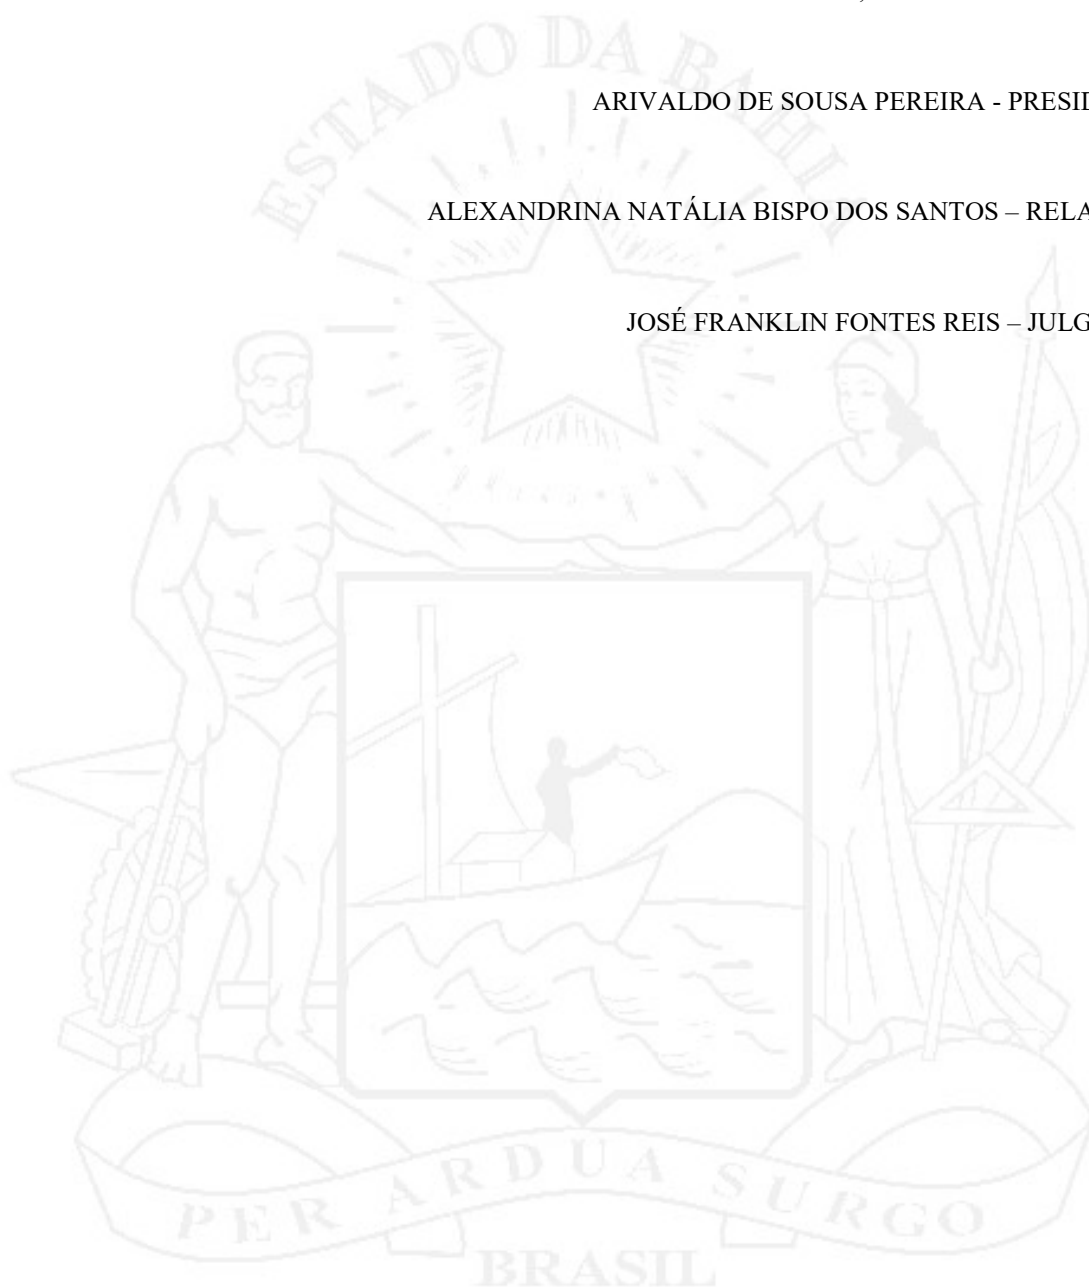 ARIVALDO DE SOUSA PEREIRA - PRESID
ALEXANDRINA NATÁLIA BISPO DOS SANTOS – RELA
JOSÉ FRANKLIN FONTES REIS – JULG
ESTADO DA BAHIA
PER ARDUA SURGO
BRASIL